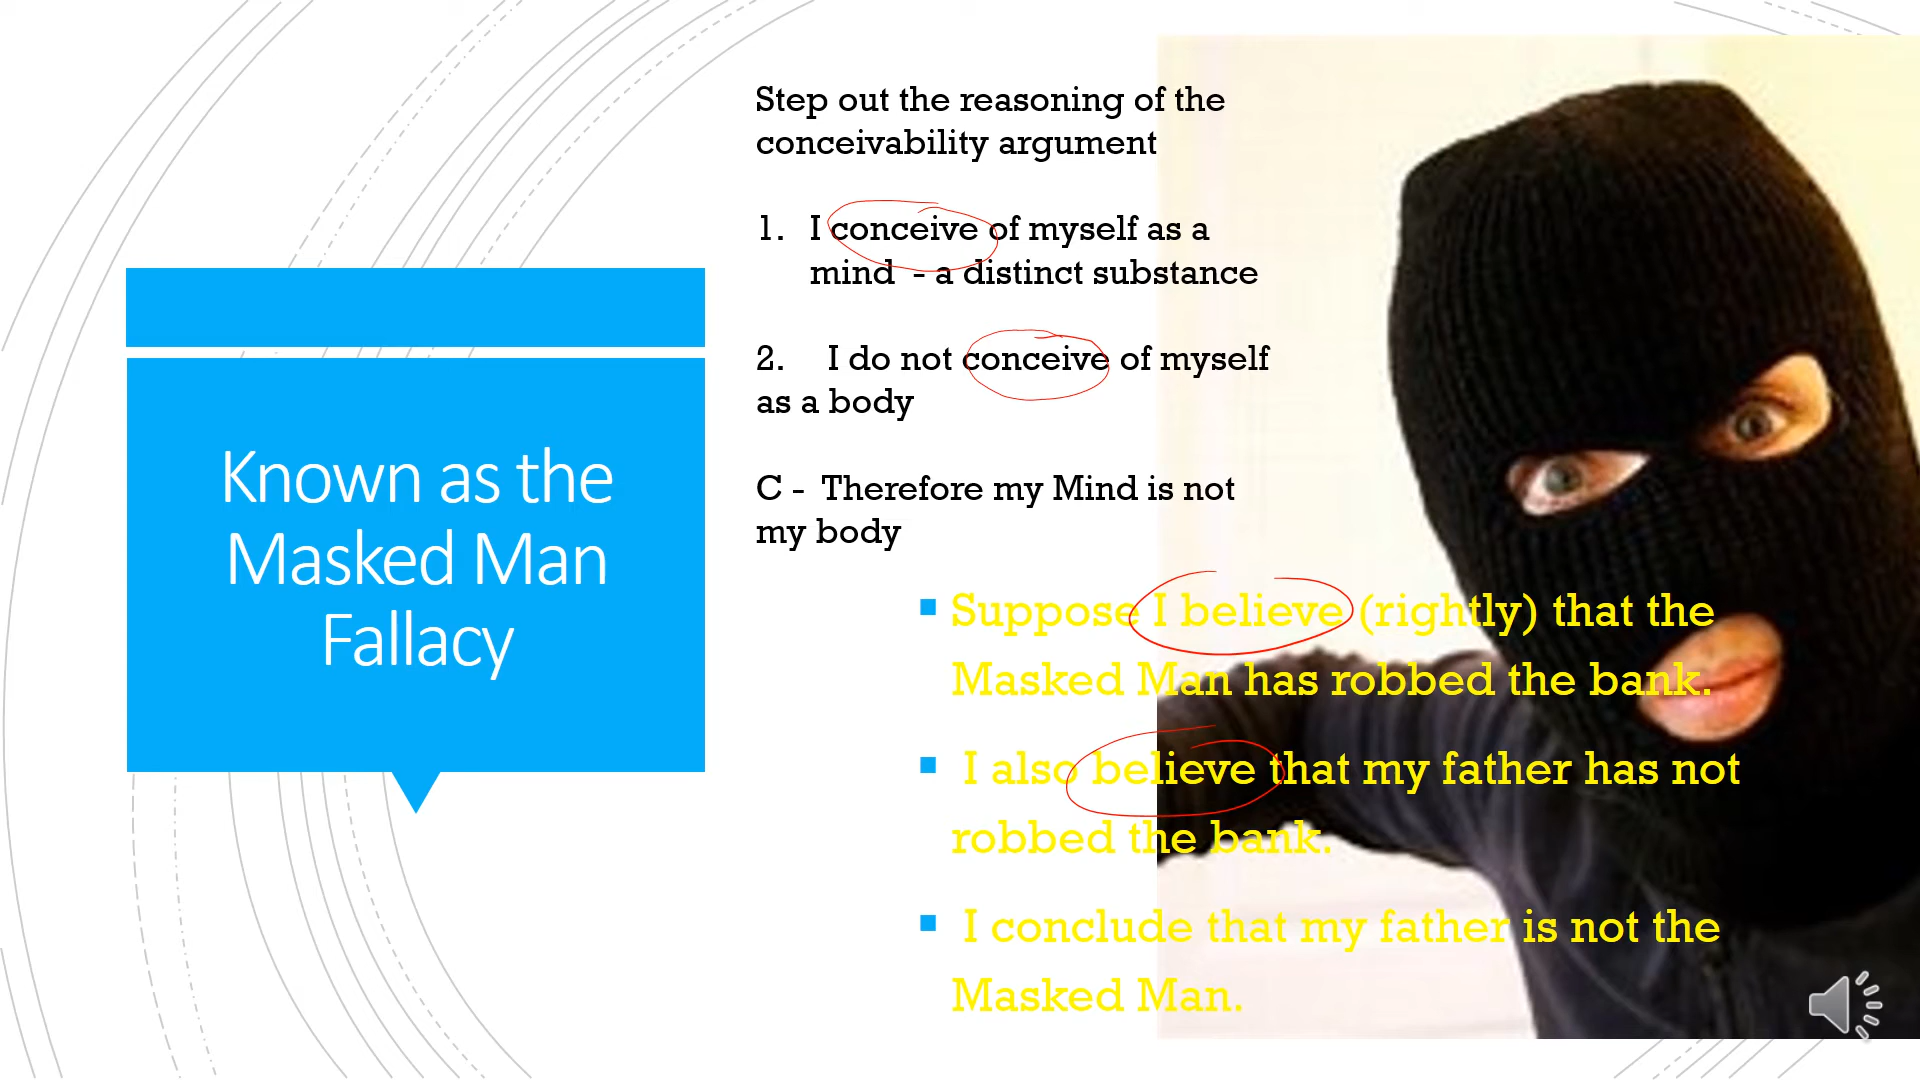 Known as the
Masked Man
Fallacy
Step out the reasoning of the
conceivability argument
1. I conceive of myself as a
mind - a distinct substance
2. I do not conceive of myself
as a body
C - Therefore my Mind is not
my body
Suppose I believe (rightly) that the
Masked Man has robbed the bank.
I also believe that my father has not
robbed the bank.
I conclude that my father is not the
Masked Man.